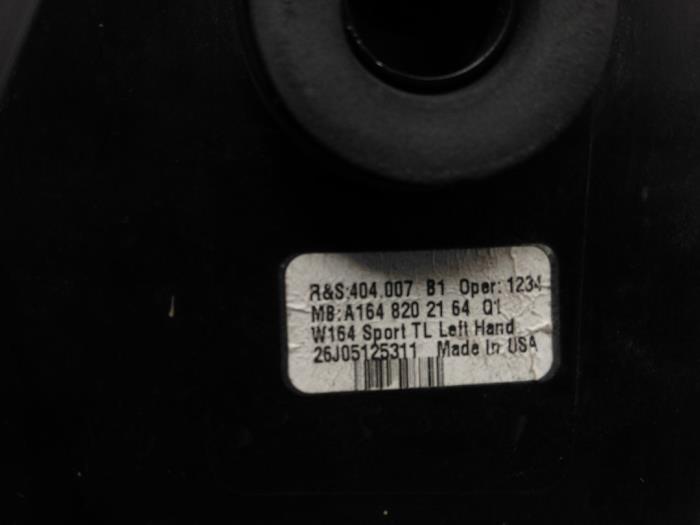 R&S:404.007 B1 Oper: 1234
MB:A164 820 21 64 Q1
W164 Sport TL Left Hand
26J05125311 Made In USA